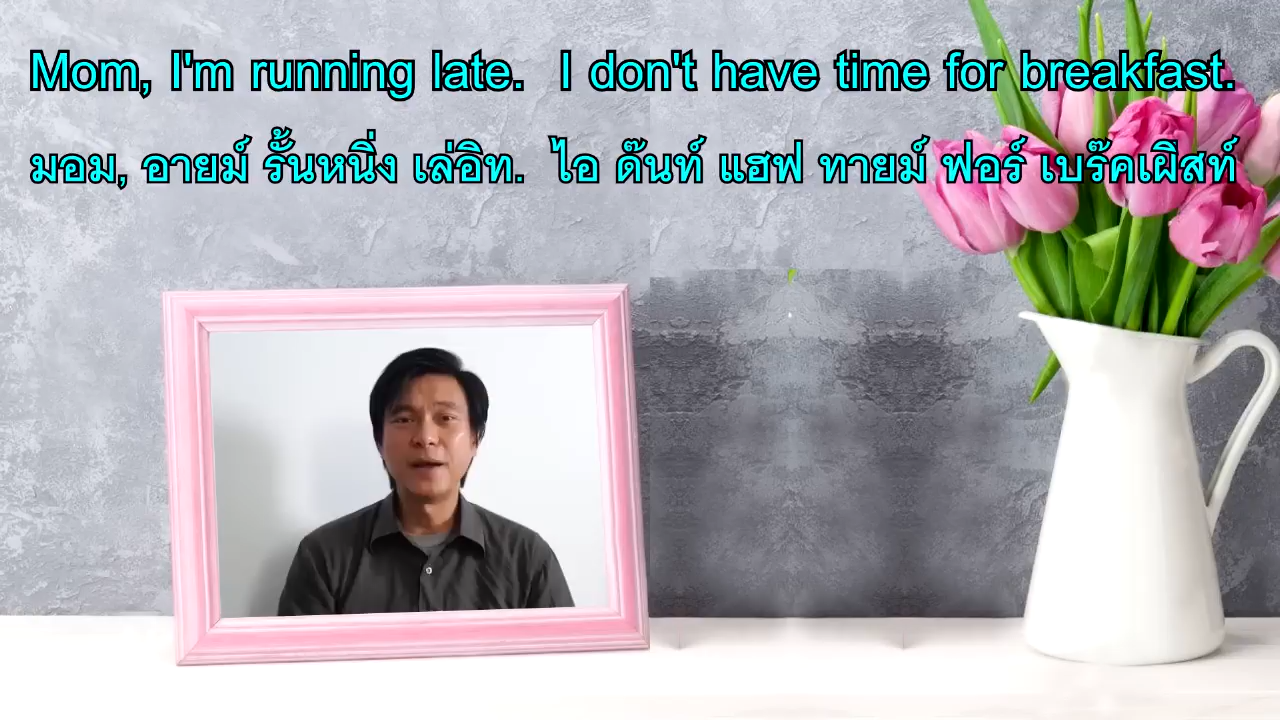 Mom, I'm running late.  I don't have time for breakfast.
มอม, อายม์ รั้นหนิ่ง เล่อิท.  ไอ ด๊นท์ แฮฟ ทายม์ ฟอร์ เบร๊คเผิสท์